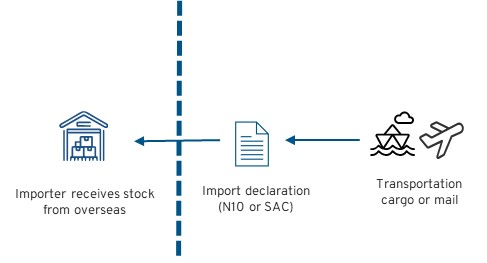 Importer receives stock
from overseas
Import declaration
(N10 or SAC)
Transportation
cargo or mail